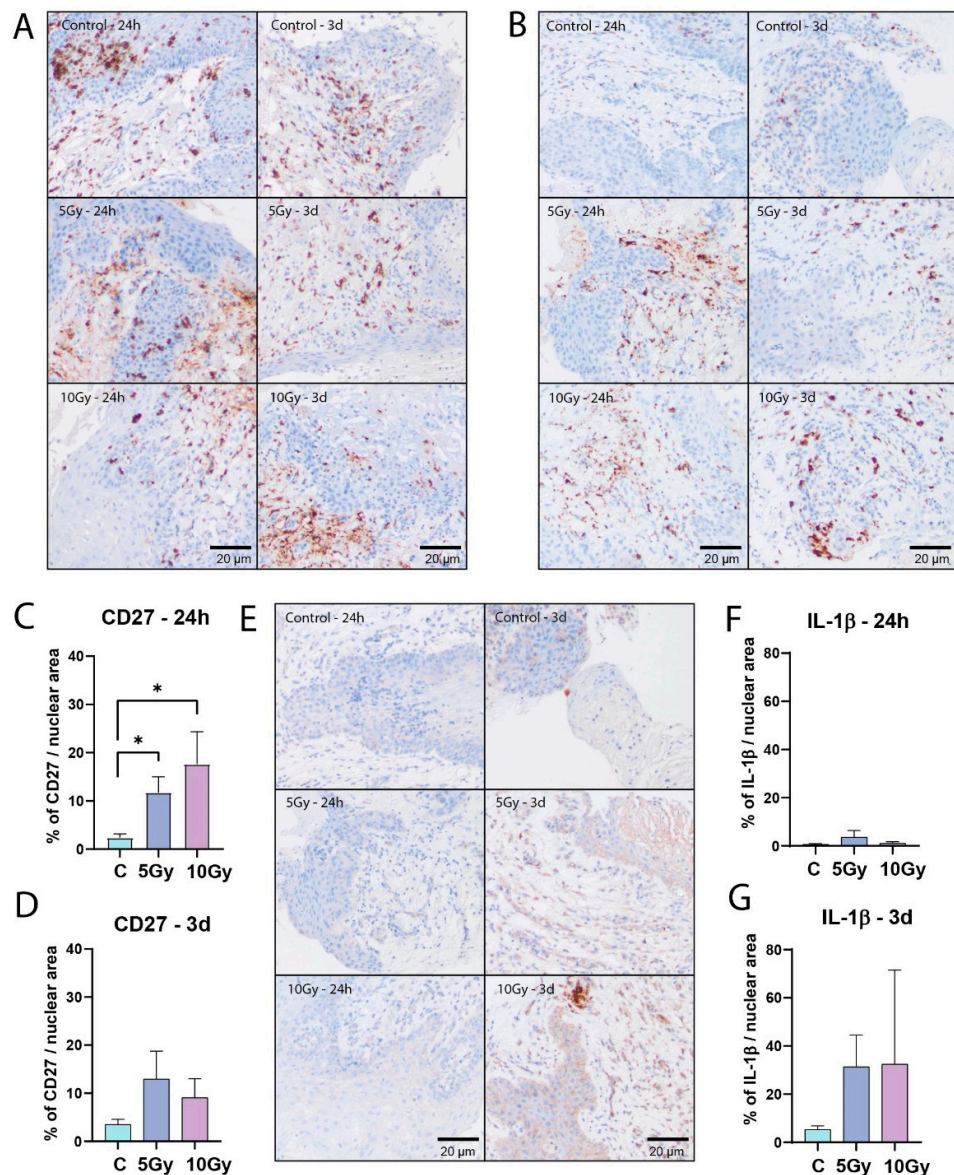 A
Control - 24h
Control - 3d
5Gy - 24h
5Gy - 3d
10Gy - 24h
10Gy - 3d
20 µm
20 µm
B
Control - 24h
Control - 3d
5Gy - 24h
5Gy - 3d
10Gy - 24h
10Gy - 3d
20 µm
20 µm
C
CD27 - 24h
% of CD27 / nuclear area
40
30
20
10
0
*
*
C 5Gy 10Gy
D
CD27 - 3d
% of CD27 / nuclear area
40
30
20
10
0
C 5Gy 10Gy
E
Control - 24h
Control - 3d
5Gy - 24h
5Gy - 3d
10Gy - 24h
10Gy - 3d
20 µm
20 µm
F
IL-1β - 24h
% of IL-1β / nuclear area
80
60
40
20
0
C 5Gy 10Gy
G
IL-1β - 3d
% of IL-1β / nuclear area
80
60
40
20
0
C 5Gy 10Gy